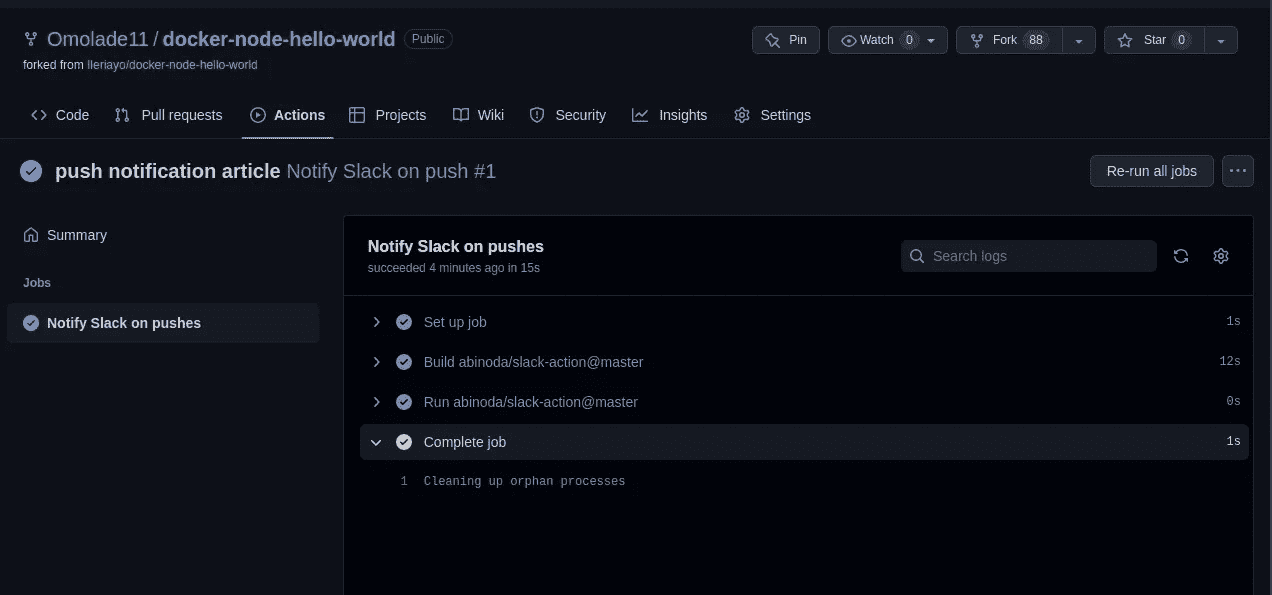 Omolade11 / docker-node-hello-world Public Pin Watch 0 Fork 88 Star 0
forked from Ileriayo/docker-node-hello-world
Code Pull requests Actions Projects Wiki Security Insights Settings
push notification article Notify Slack on push #1 Re-run all jobs ...
Summary
Jobs
Notify Slack on pushes
Notify Slack on pushes
succeeded 4 minutes ago in 15s
Search logs
Set up job 1s
Build abinoda/slack-action@master 12s
Run abinoda/slack-action@master 0s
Complete job 1s
1 Cleaning up orphan processes